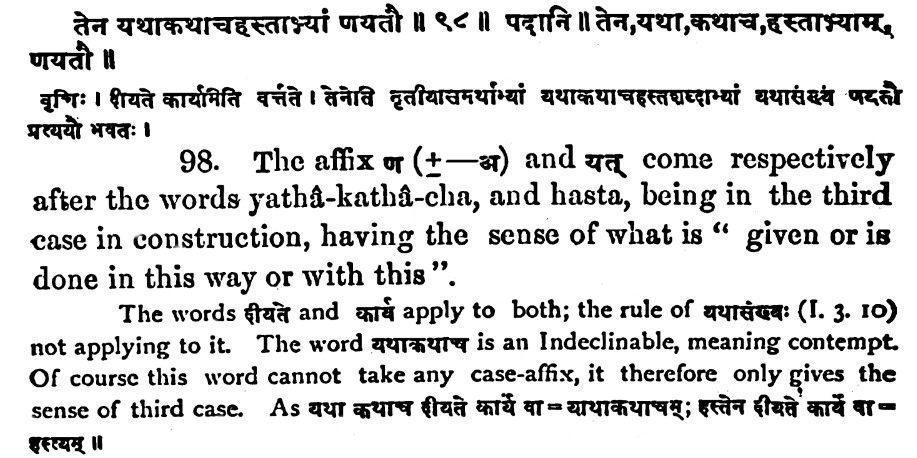 तेन यथाकथाचहस्ताभ्यां णयतौ ॥ ९८ ॥ पदानि ॥ तेन, यथा, कथाच, हस्ताभ्याम्,
णयतौ ॥
वृत्तिः । दीयते कार्यमिति वर्त्तते । तेनेति तृतीयासमर्थाभ्यां यथाकथाचहस्तशब्दाभ्यां यथासंख्यं णयतौ
प्रत्ययौ भवतः ।
98. The affix ण (±—अ) and यत् come respectively
after the words yathâ-kathâ-cha, and hasta, being in the third
case in construction, having the sense of what is “ given or is
done in this way or with this ”.
The words दीयते and कार्य apply to both; the rule of यथासंख्यः (I. 3. 10)
not applying to it. The word यथाकथाच is an Indeclinable, meaning contempt.
Of course this word cannot take any case-affix, it therefore only gives the
sense of third case. As यथा कथाच दीयते कार्ये वा = याथाकथाचम्; हस्तेन दीयते कार्ये वा =
हस्त्यम् ॥